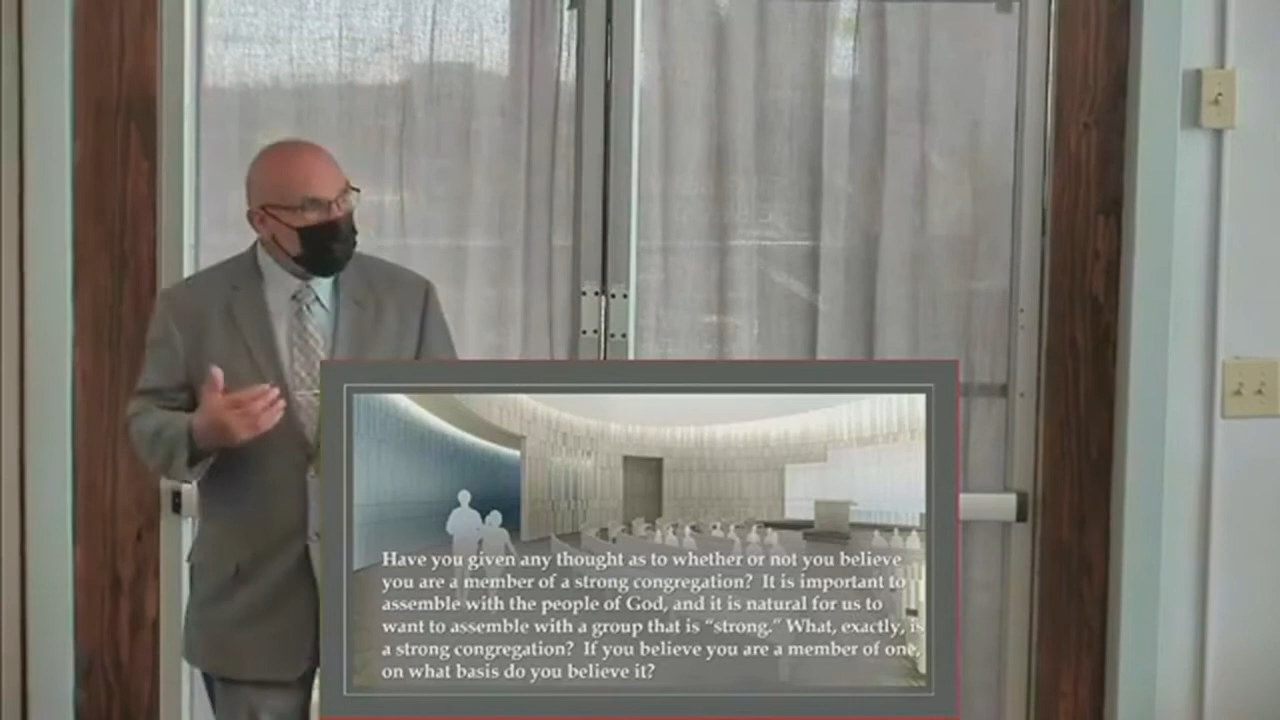 Have you given any thought as to whether or not you believe
you are a member of a strong congregation? It is important to
assemble with the people of God, and it is natural for us to
want to assemble with a group that is “strong.” What, exactly, is
a strong congregation? If you believe you are a member of one,
on what basis do you believe it?